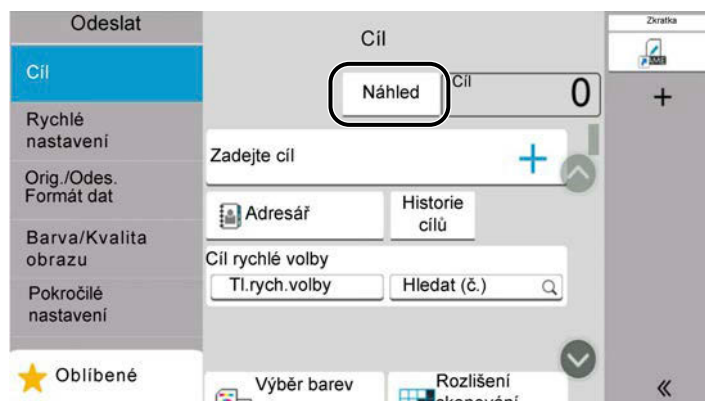 Odeslat
Cíl
Rychlé
nastavení
Orig./Odes.
Formát dat
Barva/Kvalita
obrazu
Pokročilé
nastavení
Oblíbené
Cíl
Náhled
Cíl
0
Zadejte cíl
+
Adresář
Historie
cílů
Cíl rychlé volby
Tl.rych.volby
Hledat (č.)
Výběr barev
Rozlišení
skenování
Zkratka
+
«